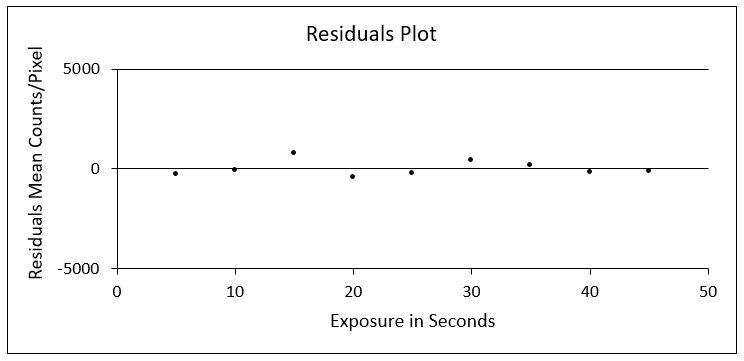 Residuals Plot
Residuals Mean Counts/Pixel
5000
0
-5000
0 10 20 30 40 50
Exposure in Seconds